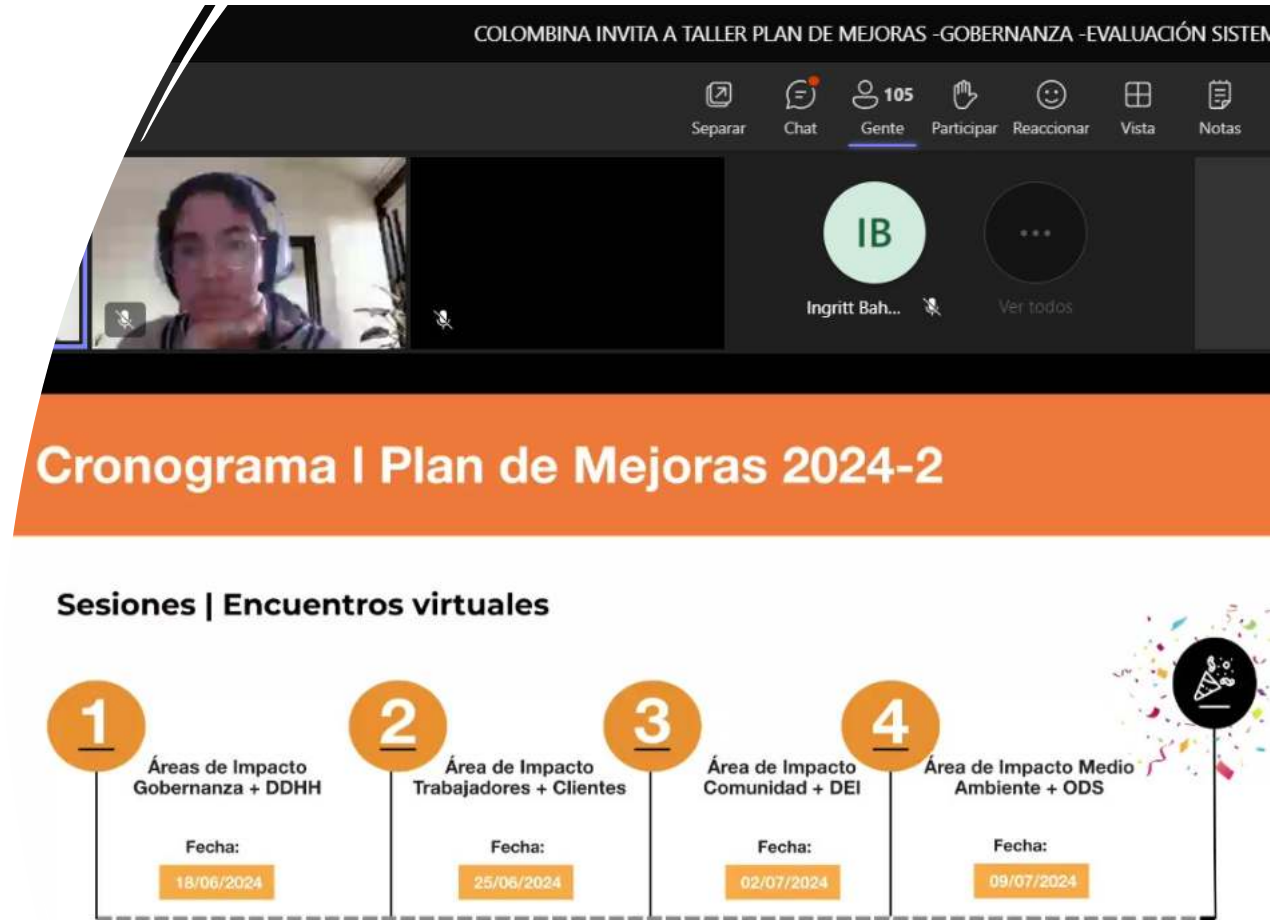 COLOMBINA INVITA A TALLER PLAN DE MEJORAS -GOBERNANZA -EVALUACIÓN SISTEM
105
Separar Chat Gente Participar Reaccionar Vista Notas
IB
Ingritt Bah...
Ver todos
Cronograma I Plan de Mejoras 2024-2
Sesiones | Encuentros virtuales
1 2 3 4
Áreas de Impacto
Gobernanza + DDHH
Fecha:
18/06/2024
Área de Impacto
Trabajadores + Clientes
Fecha:
25/06/2024
Área de Impacto
Comunidad + DEI
Fecha:
02/07/2024
Área de Impacto Medio
Ambiente + ODS
Fecha:
09/07/2024